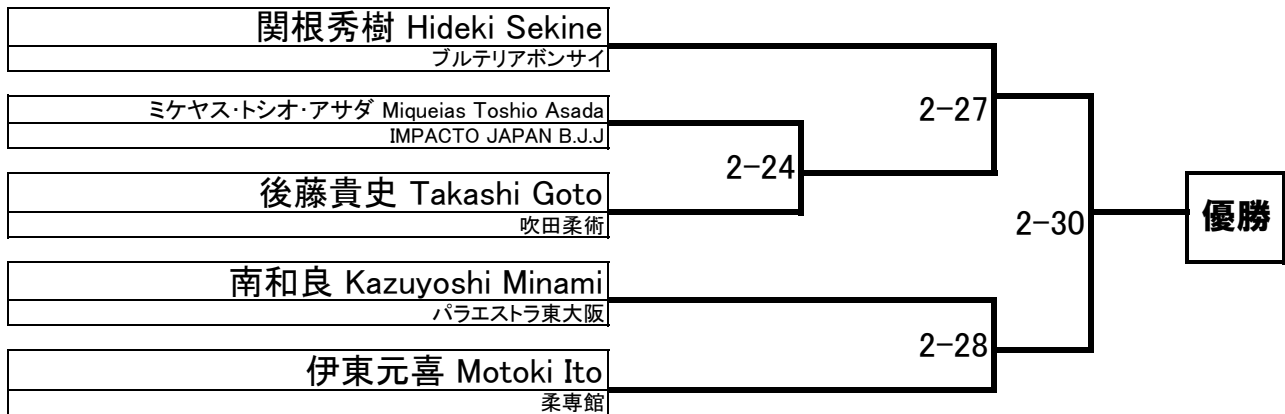 関根秀樹 Hideki Sekine
ブルテリアボンサイ
ミケヤス・トシオ・アサダ Miqueias Toshio Asada
IMPACTO JAPAN B.J.J
後藤貴史 Takashi Goto
吹田柔術
南和良 Kazuyoshi Minami
パラエストラ東大阪
伊東元喜 Motoki Ito
柔専館
2-24
2-27
2-28
2-30
優勝